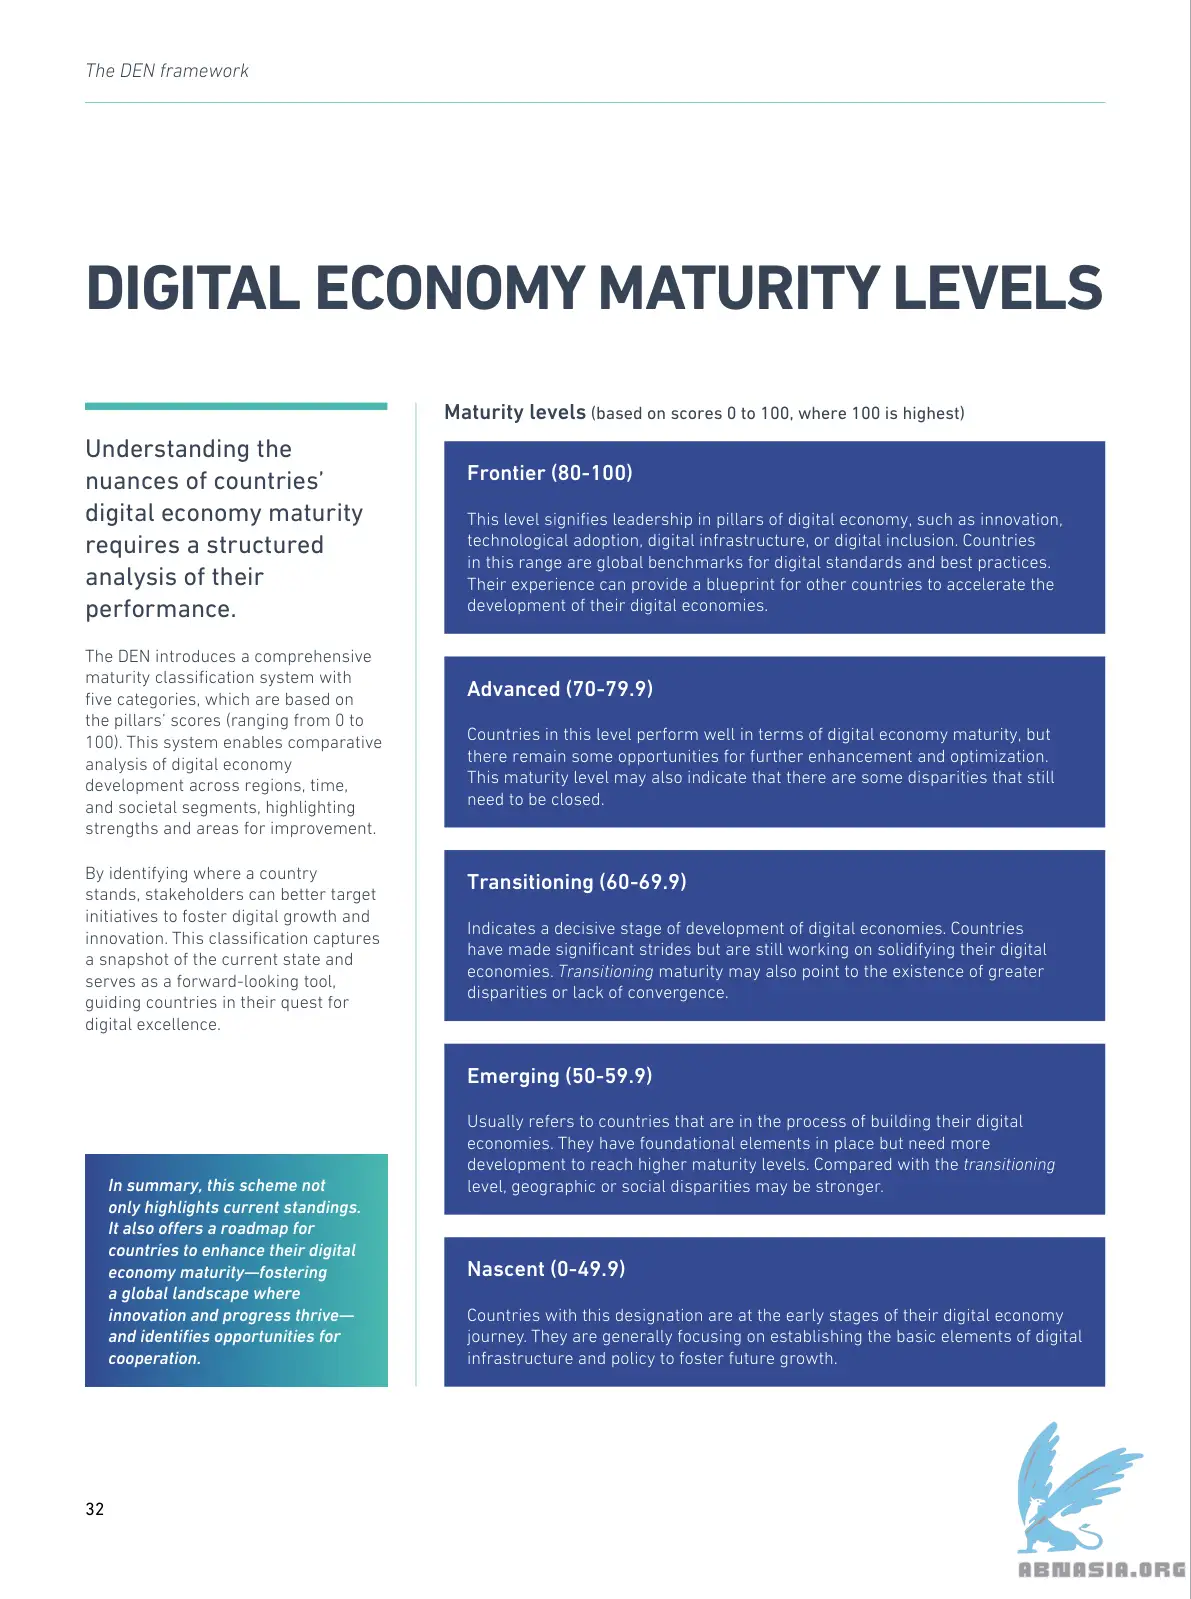 The DEN framework
DIGITAL ECONOMY MATURITY LEVELS
Understanding the
nuances of countries’
digital economy maturity
requires a structured
analysis of their
performance.
The DEN introduces a comprehensive
maturity classification system with
five categories, which are based on
the pillars’ scores (ranging from 0 to
100). This system enables comparative
analysis of digital economy
development across regions, time,
and societal segments, highlighting
strengths and areas for improvement.
By identifying where a country
stands, stakeholders can better target
initiatives to foster digital growth and
innovation. This classification captures
a snapshot of the current state and
serves as a forward-looking tool,
guiding countries in their quest for
digital excellence.
In summary, this scheme not
only highlights current standings.
It also offers a roadmap for
countries to enhance their digital
economy maturity—fostering
a global landscape where
innovation and progress thrive—
and identifies opportunities for
cooperation.
Maturity levels (based on scores 0 to 100, where 100 is highest)
Frontier (80-100)
This level signifies leadership in pillars of digital economy, such as innovation,
technological adoption, digital infrastructure, or digital inclusion. Countries
in this range are global benchmarks for digital standards and best practices.
Their experience can provide a blueprint for other countries to accelerate the
development of their digital economies.
Advanced (70-79.9)
Countries in this level perform well in terms of digital economy maturity, but
there remain some opportunities for further enhancement and optimization.
This maturity level may also indicate that there are some disparities that still
need to be closed.
Transitioning (60-69.9)
Indicates a decisive stage of development of digital economies. Countries
have made significant strides but are still working on solidifying their digital
economies. Transitioning maturity may also point to the existence of greater
disparities or lack of convergence.
Emerging (50-59.9)
Usually refers to countries that are in the process of building their digital
economies. They have foundational elements in place but need more
development to reach higher maturity levels. Compared with the transitioning
level, geographic or social disparities may be stronger.
Nascent (0-49.9)
Countries with this designation are at the early stages of their digital economy
journey. They are generally focusing on establishing the basic elements of digital
infrastructure and policy to foster future growth.
32
ABNASIA.ORG